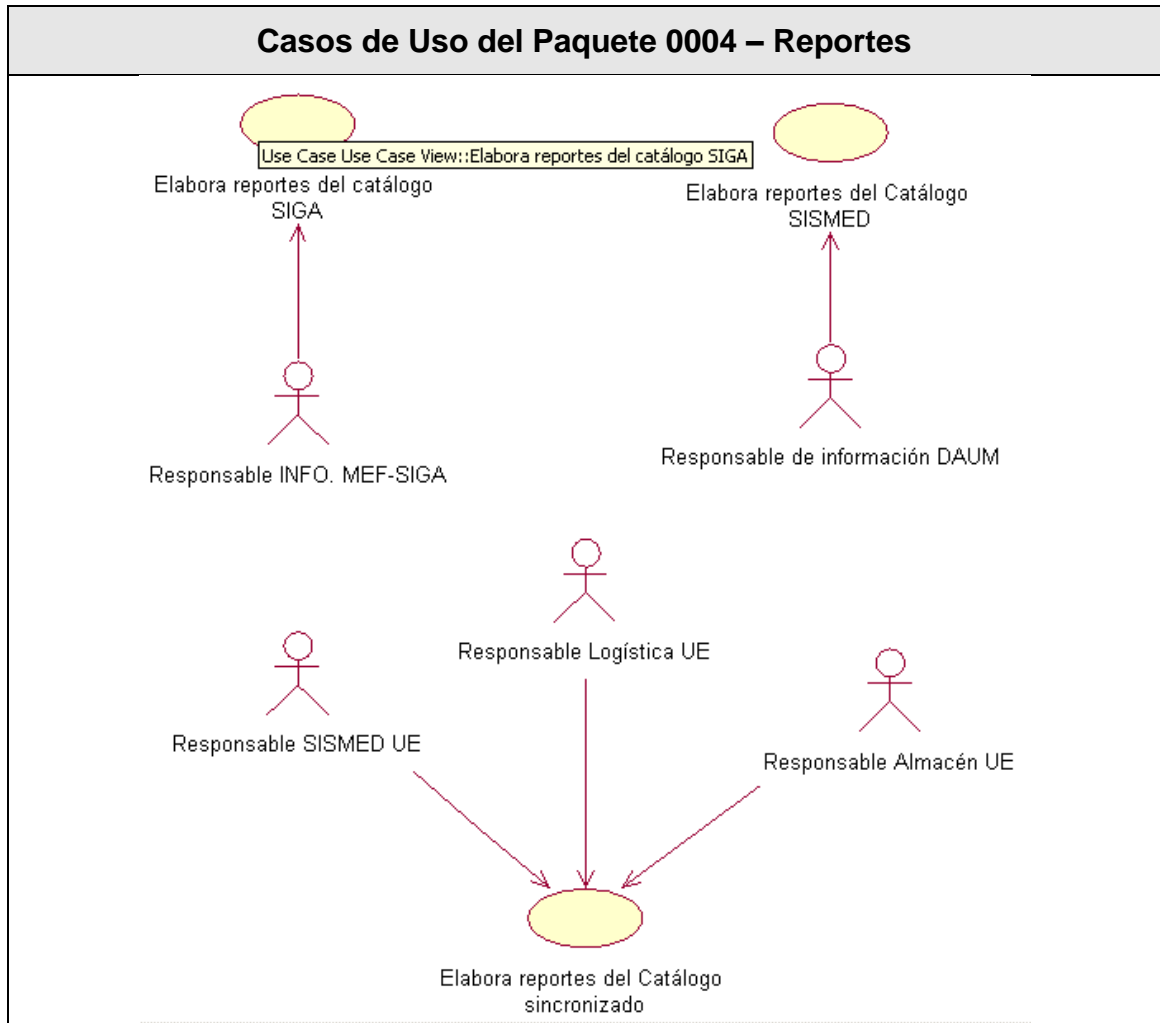 Casos de Uso del Paquete 0004 – Reportes
Use Case Use Case View::Elabora reportes del catálogo SIGA
Elabora reportes del catálogo
SIGA
Elabora reportes del Catálogo
SISMED
Responsable INFO. MEF-SIGA
Responsable de información DAUM
Responsable Logística UE
Responsable SISMED UE
Responsable Almacén UE
Elabora reportes del Catálogo
sincronizado